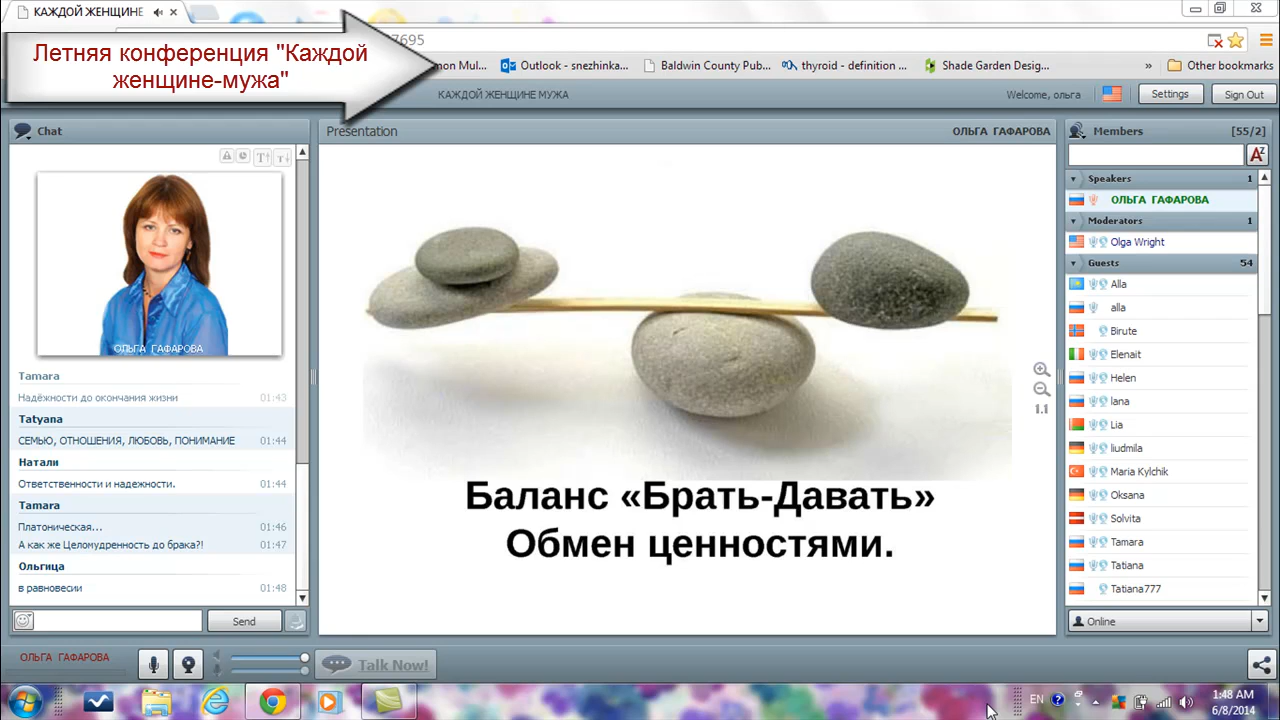 КАЖДОЙ ЖЕНЩИНЕ
Летняя конференция "Каждой
женщине-мужа"
7695
mon Mul...
Outlook - snezhinka...
Baldwin County Pub...
thyroid - definition ...
Shade Garden Desig...
»
Other bookmarks
КАЖДОЙ ЖЕНЩИНЕ МУЖА
Welcome, ольга
Settings
Sign Out
Chat
ОЛЬГА ГАФАРОВА
Tamara
Надёжности до окончания жизни 01:43
Tatyana
СЕМЬЮ, ОТНОШЕНИЯ, ЛЮБОВЬ, ПОНИМАНИЕ 01:44
Натали
Ответственности и надежности. 01:44
Tamara
Платоническая... 01:46
А как же Целомудренность до брака?! 01:47
Ольгица
в равновесии 01:48
Send
Presentation
ОЛЬГА ГАФАРОВА
Баланс «Брать-Давать»
Обмен ценностями.
1.1
Members [55/2]
Speakers 1
ОЛЬГА ГАФАРОВА
Moderators 1
Olga Wright
Guests 54
Alla
alla
Birute
Elenait
Helen
lana
Lia
liudmila
Maria Kylchik
Oksana
Solvita
Tamara
Tatiana
Tatiana777
Online
ОЛЬГА ГАФАРОВА
Talk Now!
EN
1:48 AM
6/8/2014